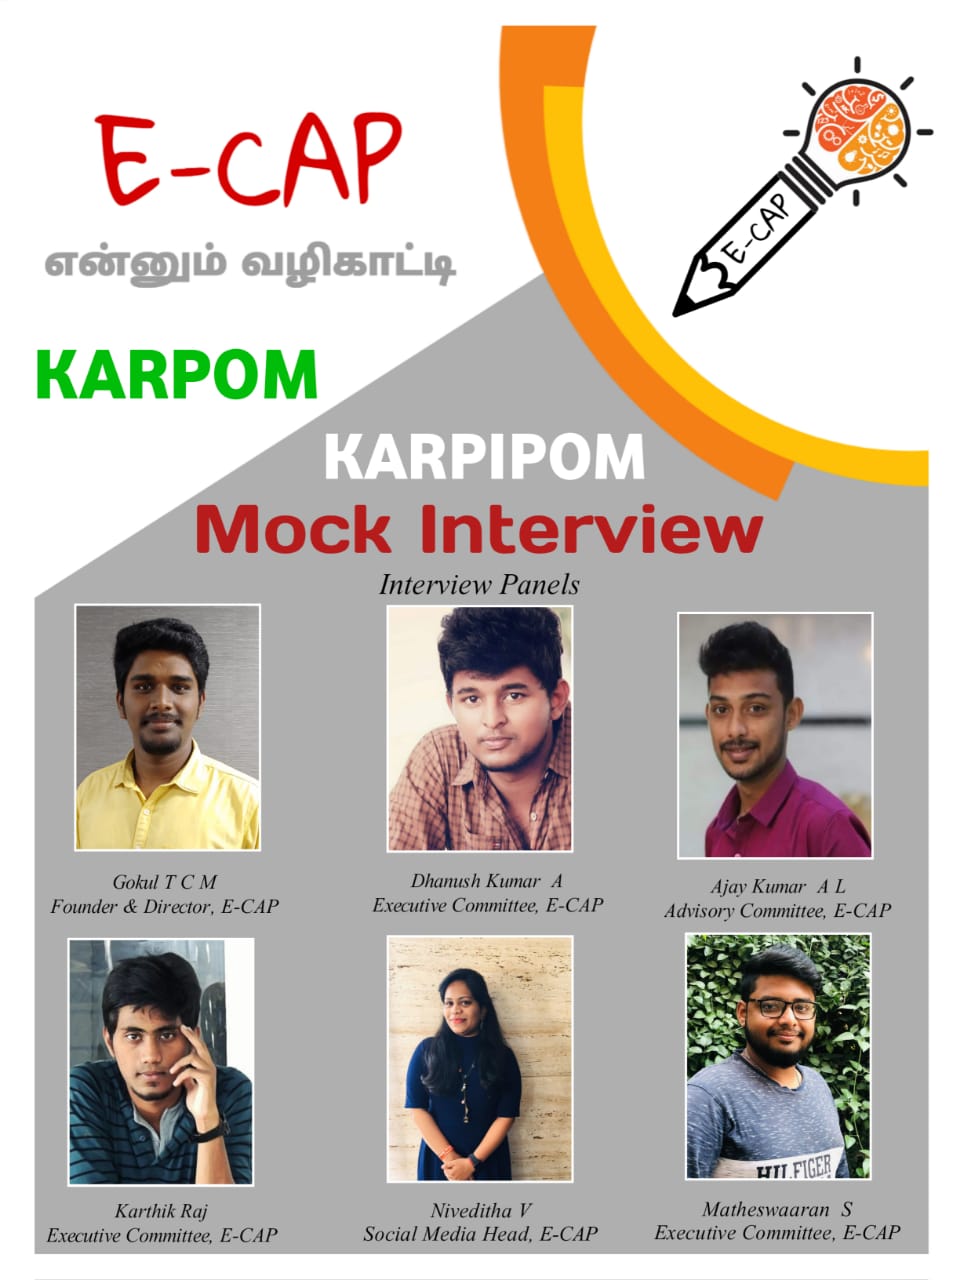 E-CAP
என்னும் வழிகாட்டி
E-CAP
KARPOM
KARPIPOM
Mock Interview
Interview Panels
Gokul T C M
Founder & Director, E-CAP
Dhanush Kumar A
Executive Committee, E-CAP
Ajay Kumar A L
Advisory Committee, E-CAP
HILFIGER
Karthik Raj
Executive Committee, E-CAP
Niveditha V
Social Media Head, E-CAP
Matheswaaran S
Executive Committee, E-CAP